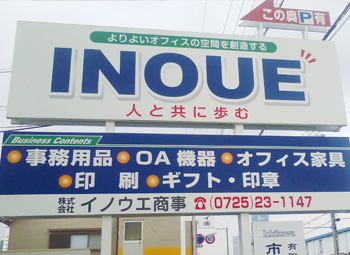 この奥P有
よりよいオフィスの空間を創造する
INOUE
人と共に歩む
Business Contents
●事務用品●OA機器●オフィス家具
●印刷●ギフト・印章
株式会社イノウエ商事☎(0725)23-1147
Ichikawa
有
市